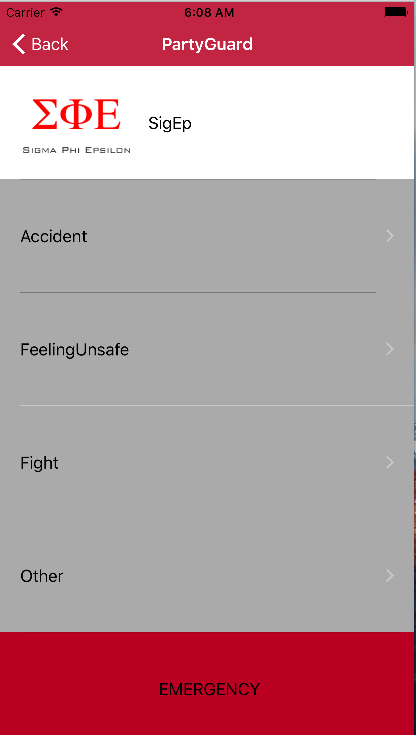 Carrier 6:08 AM
Back PartyGuard
ΣΦΕ
SigEp
SIGMA PHI EPSILON
Accident
FeelingUnsafe
Fight
Other
EMERGENCY